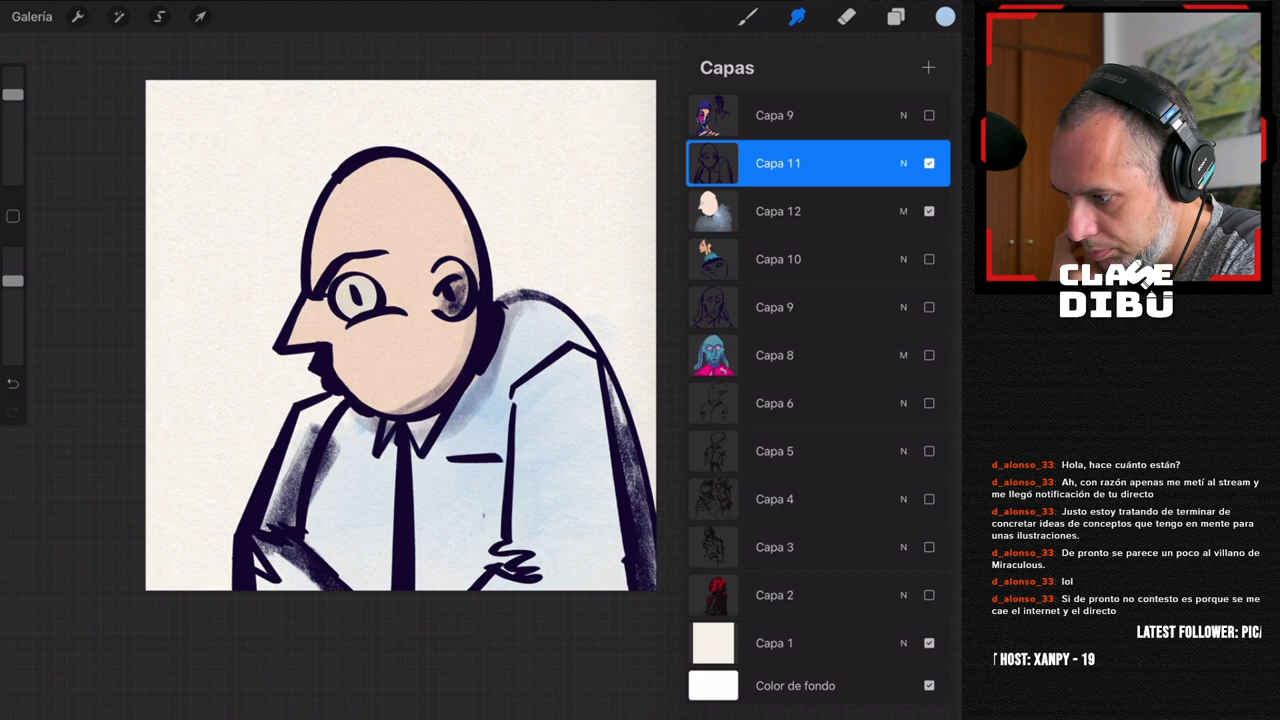 Galería
Capas
Capa 9 N
Capa 11 N
Capa 12 M
Capa 10 N
Capa 9 N
Capa 8 M
Capa 6 N
Capa 5 N
Capa 4 N
Capa 3 N
Capa 2 N
Capa 1 N
Color de fondo
SONY
CLASE
DIBU
d_alonso_33: Hola, hace cuánto están?
d_alonso_33: Ah, con razón apenas me metí al stream y
me llegó notificación de tu directo
d_alonso_33: Justo estoy tratando de terminar de
concretar ideas de conceptos que tengo en mente para
unas ilustraciones.
d_alonso_33: De pronto se parece un poco al villano de
Miraculous.
d_alonso_33: lol
d_alonso_33: Si de pronto no contesto es porque se me
cae el internet y el directo
LATEST FOLLOWER: PICA
T HOST: XANPY - 19